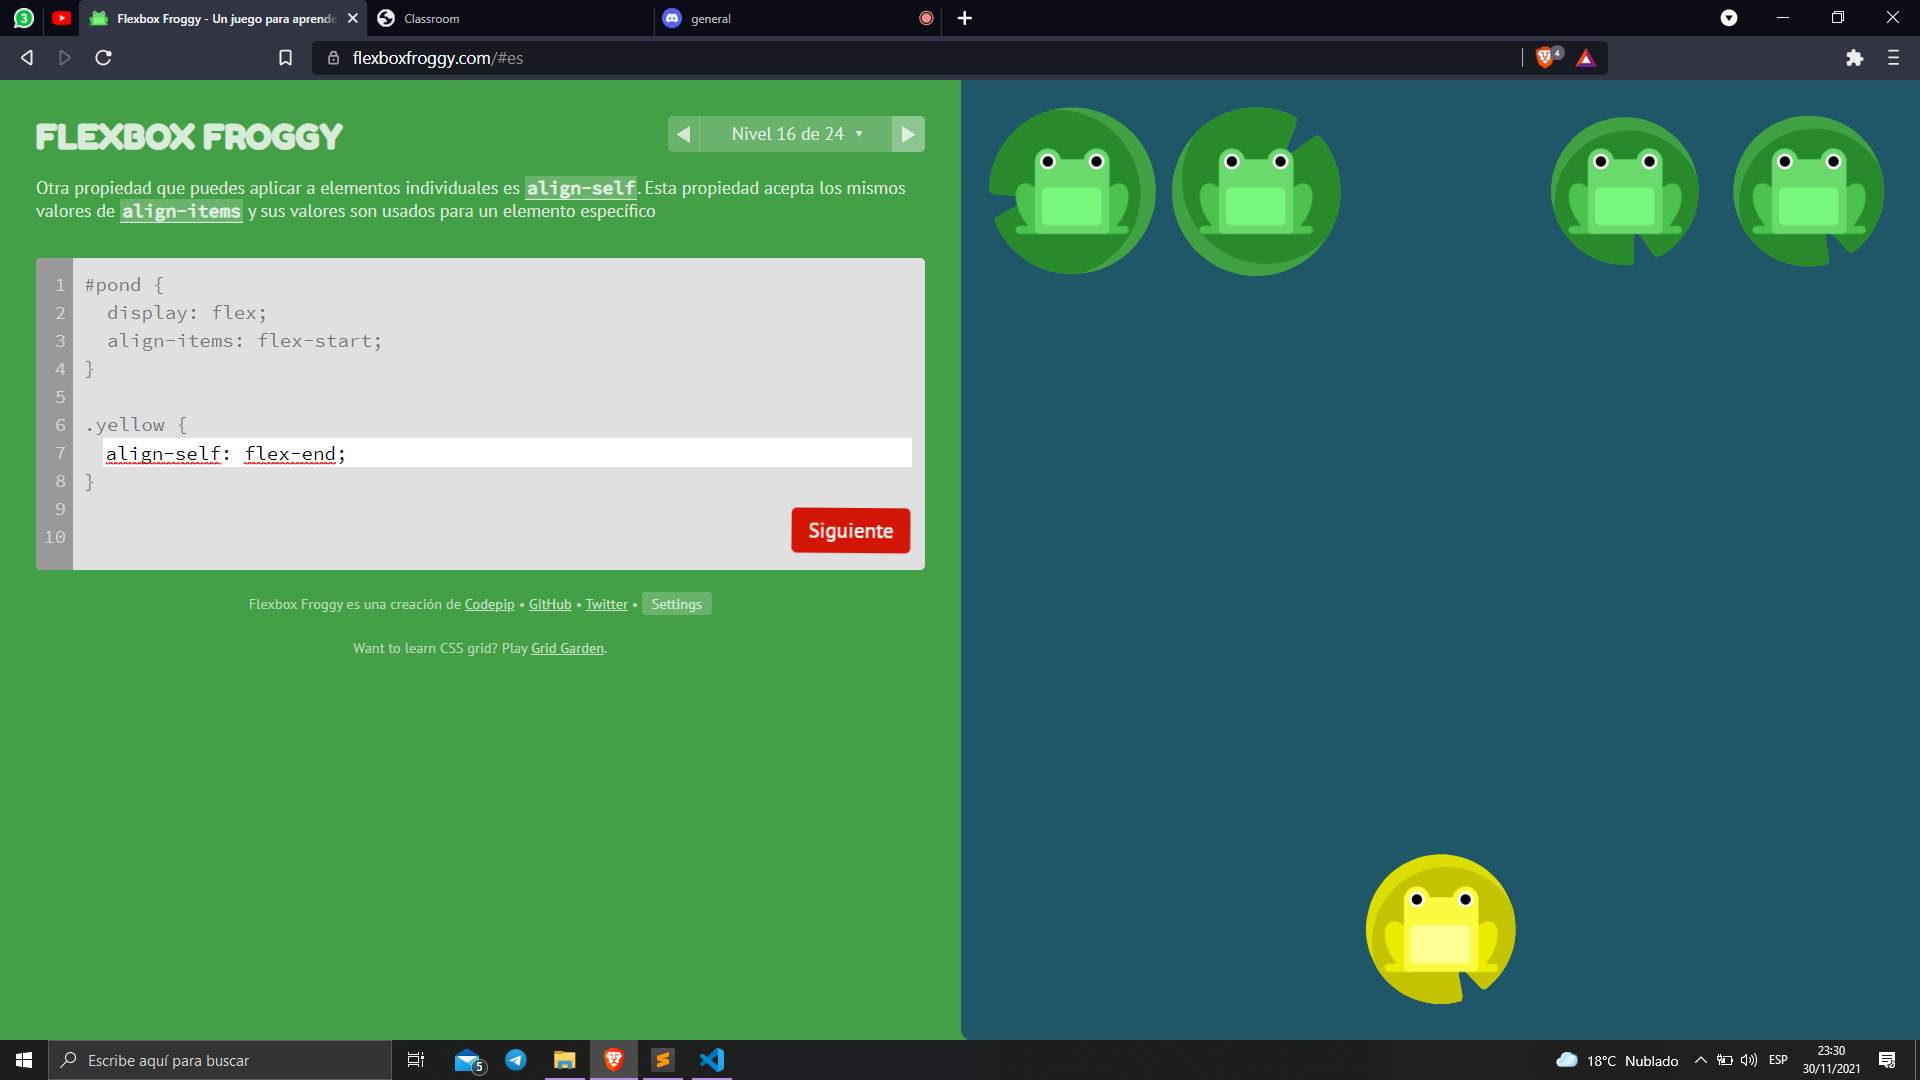 3
Flexbox Froggy - Un juego para aprende
Classroom
general
flexboxfroggy.com/#es
4
FLEXBOX FROGGY
Nivel 16 de 24
Otra propiedad que puedes aplicar a elementos individuales es align-self. Esta propiedad acepta los mismos
valores de align-items y sus valores son usados para un elemento específico
1 #pond {
2 display: flex;
3 align-items: flex-start;
4 }
5
6 .yellow {
7 align-self: flex-end;
8 }
9
10
Siguiente
Flexbox Froggy es una creación de Codepip • GitHub • Twitter • Settings
Want to learn CSS grid? Play Grid Garden.
Escribe aquí para buscar
5
18°C Nublado
ESP
23:30
30/11/2021